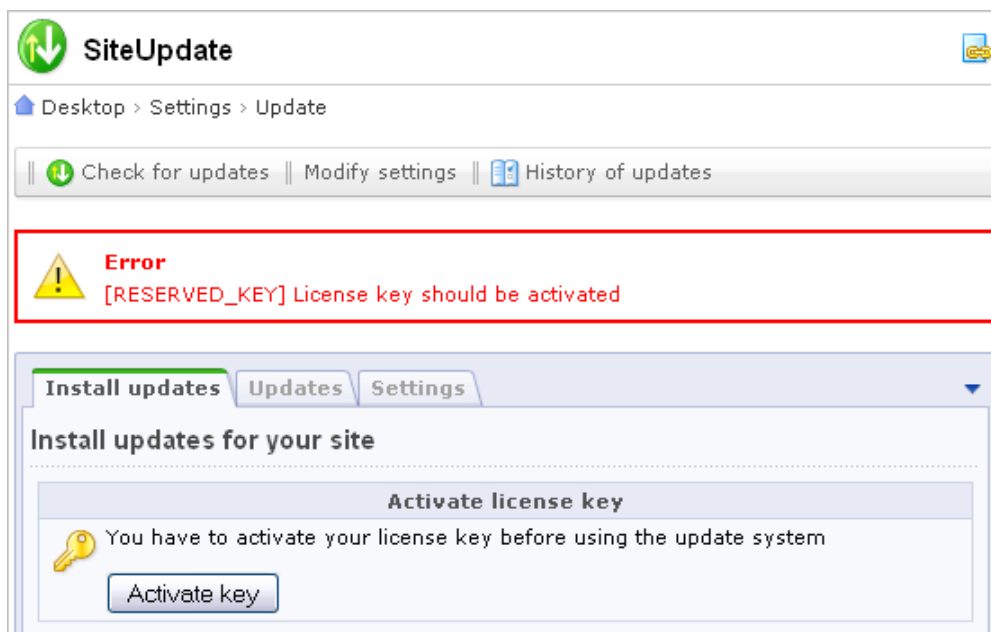 SiteUpdate
Desktop > Settings > Update
Check for updates Modify settings History of updates
Error
[RESERVED_KEY] License key should be activated
Install updates Updates Settings
Install updates for your site
Activate license key
You have to activate your license key before using the update system
Activate key